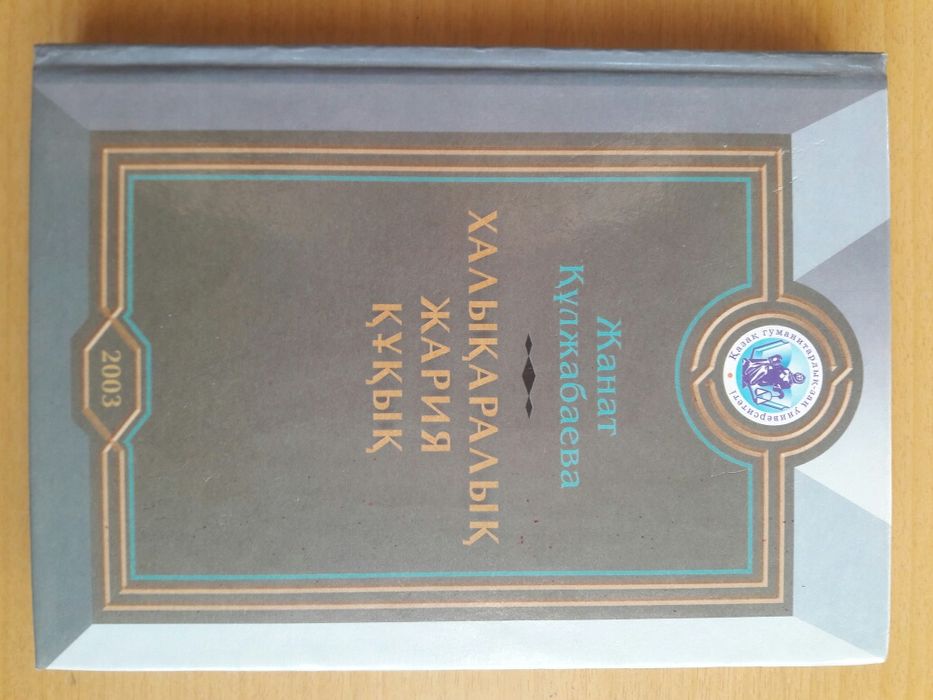 Қазақ гуманитарлық-заң университеті
Жанат
Құлжабаева
ХАЛЫҚАРАЛЫҚ
ЖАРИЯ
ҚҰҚЫҚ
2003